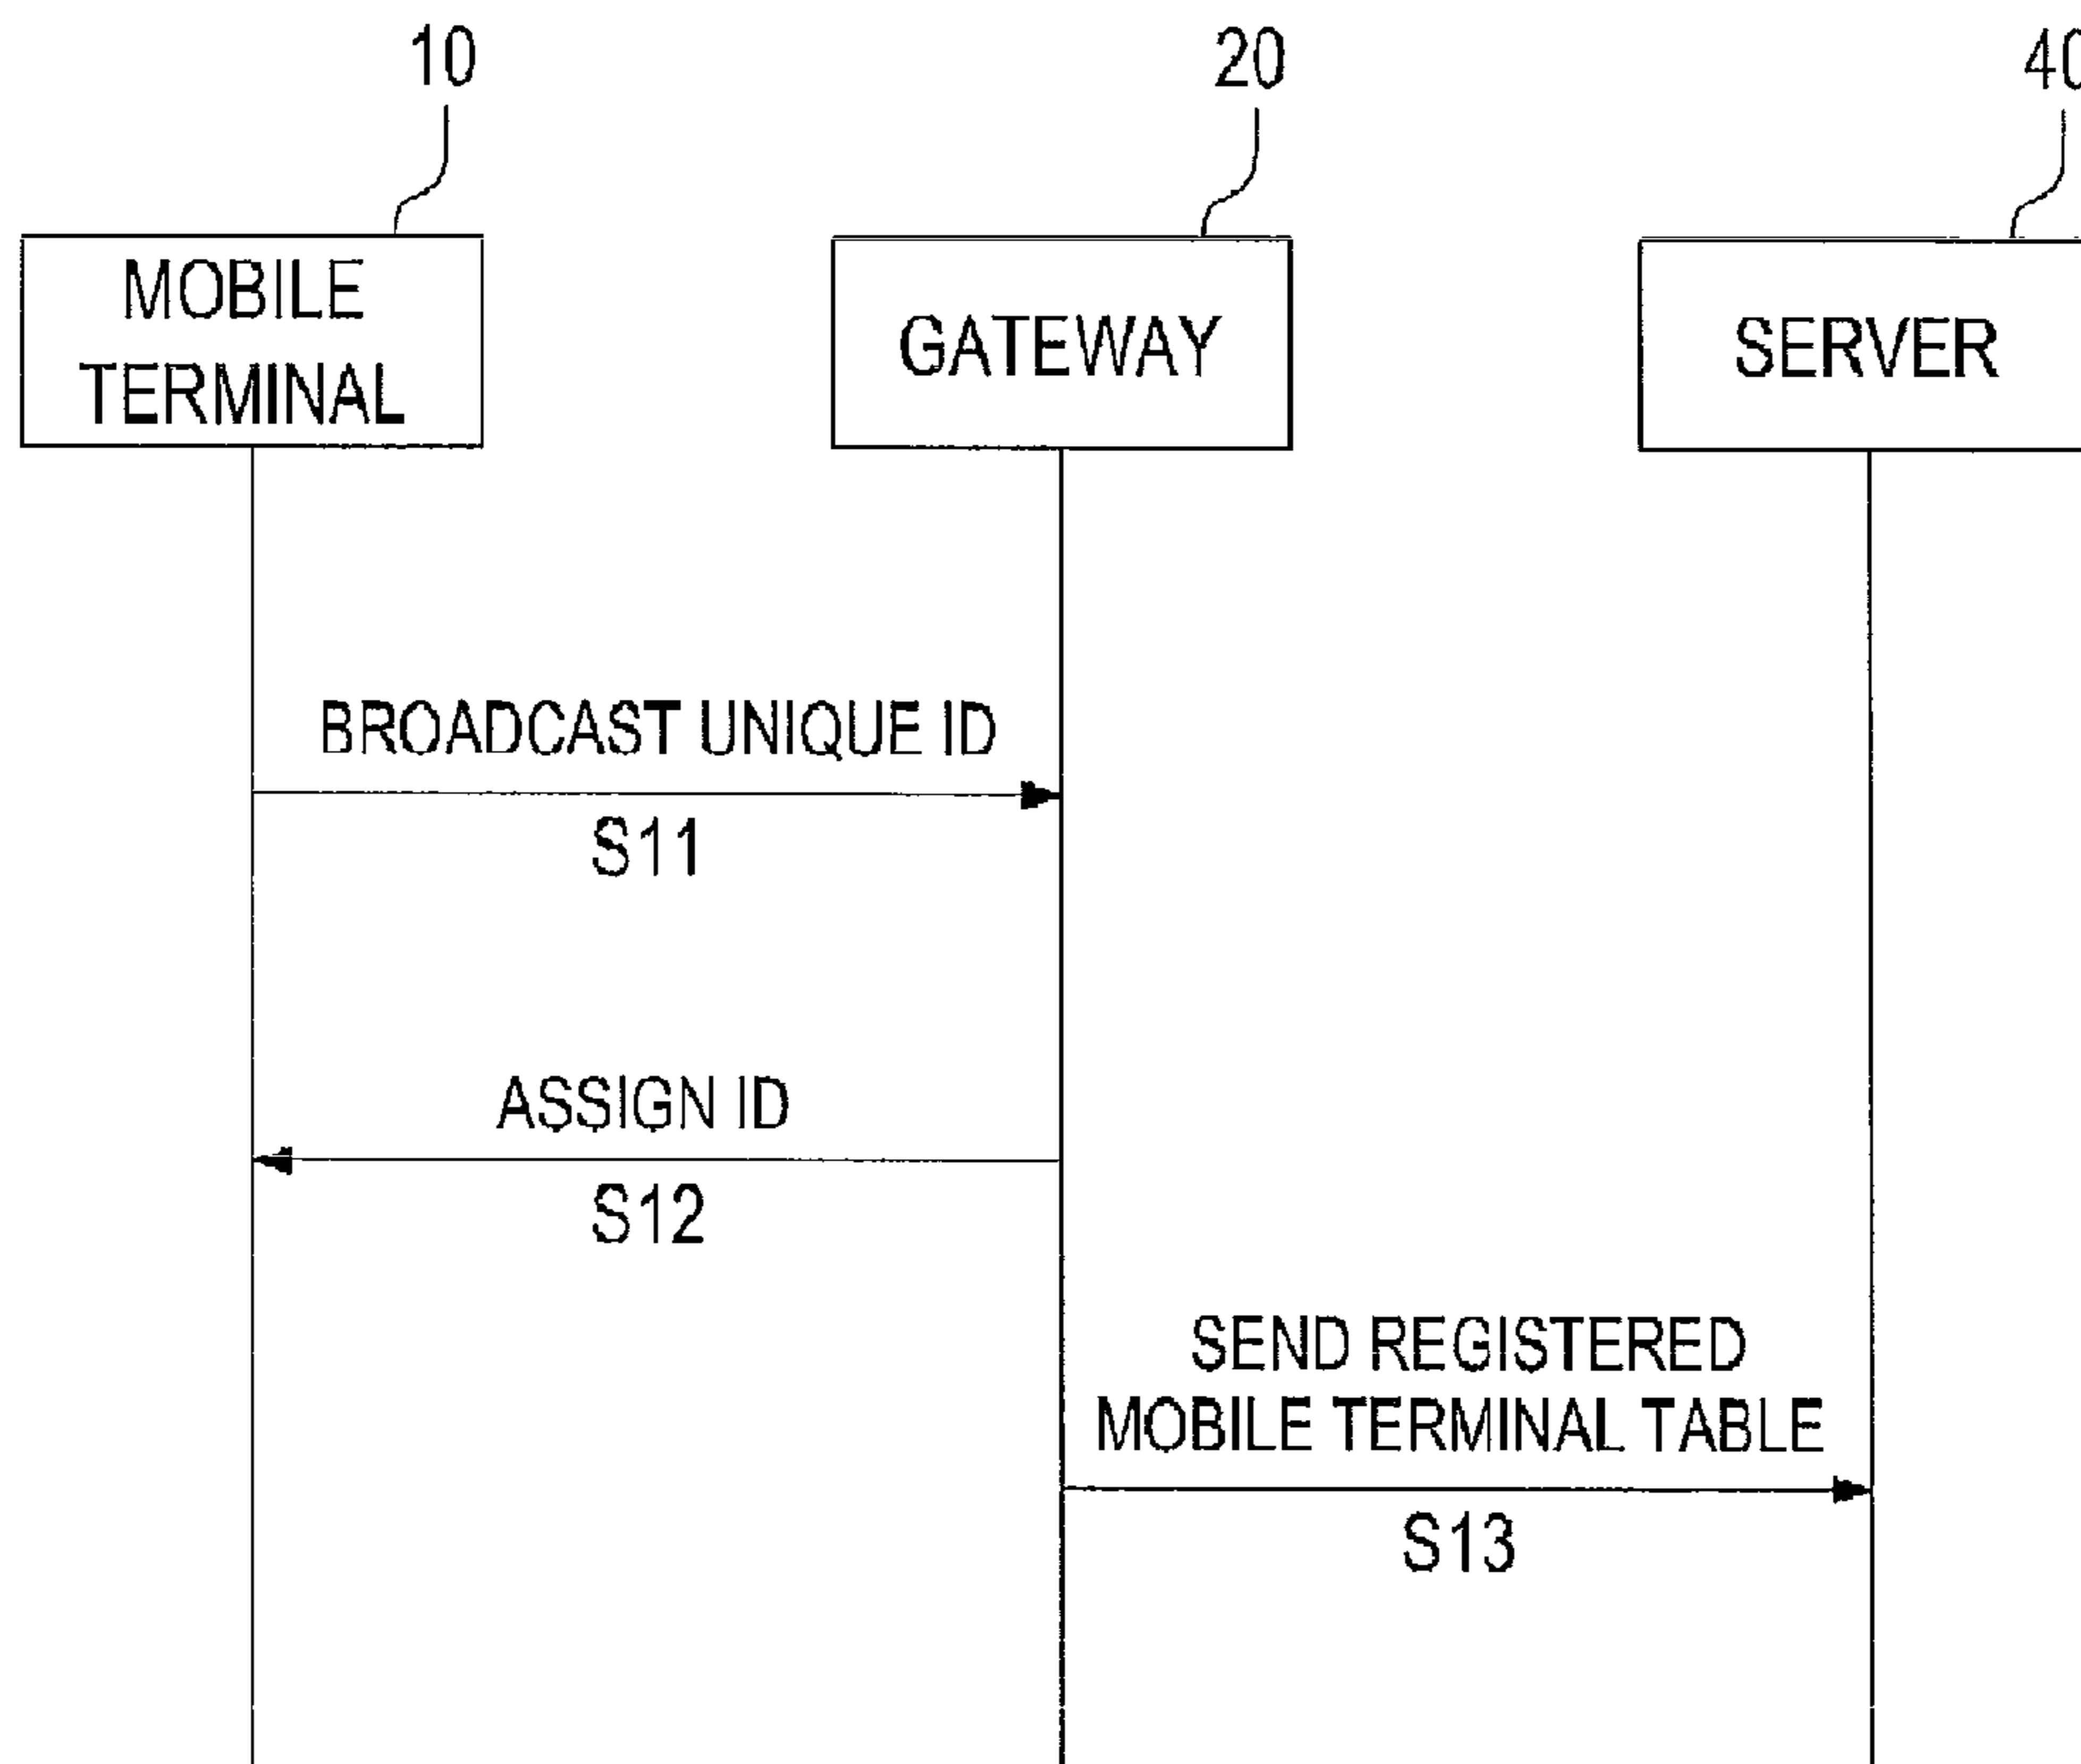 10
20
40
MOBILE
TERMINAL
GATEWAY
SERVER
BROADCAST UNIQUE ID
S11
ASSIGN ID
S12
SEND REGISTERED
MOBILE TERMINAL TABLE
S13